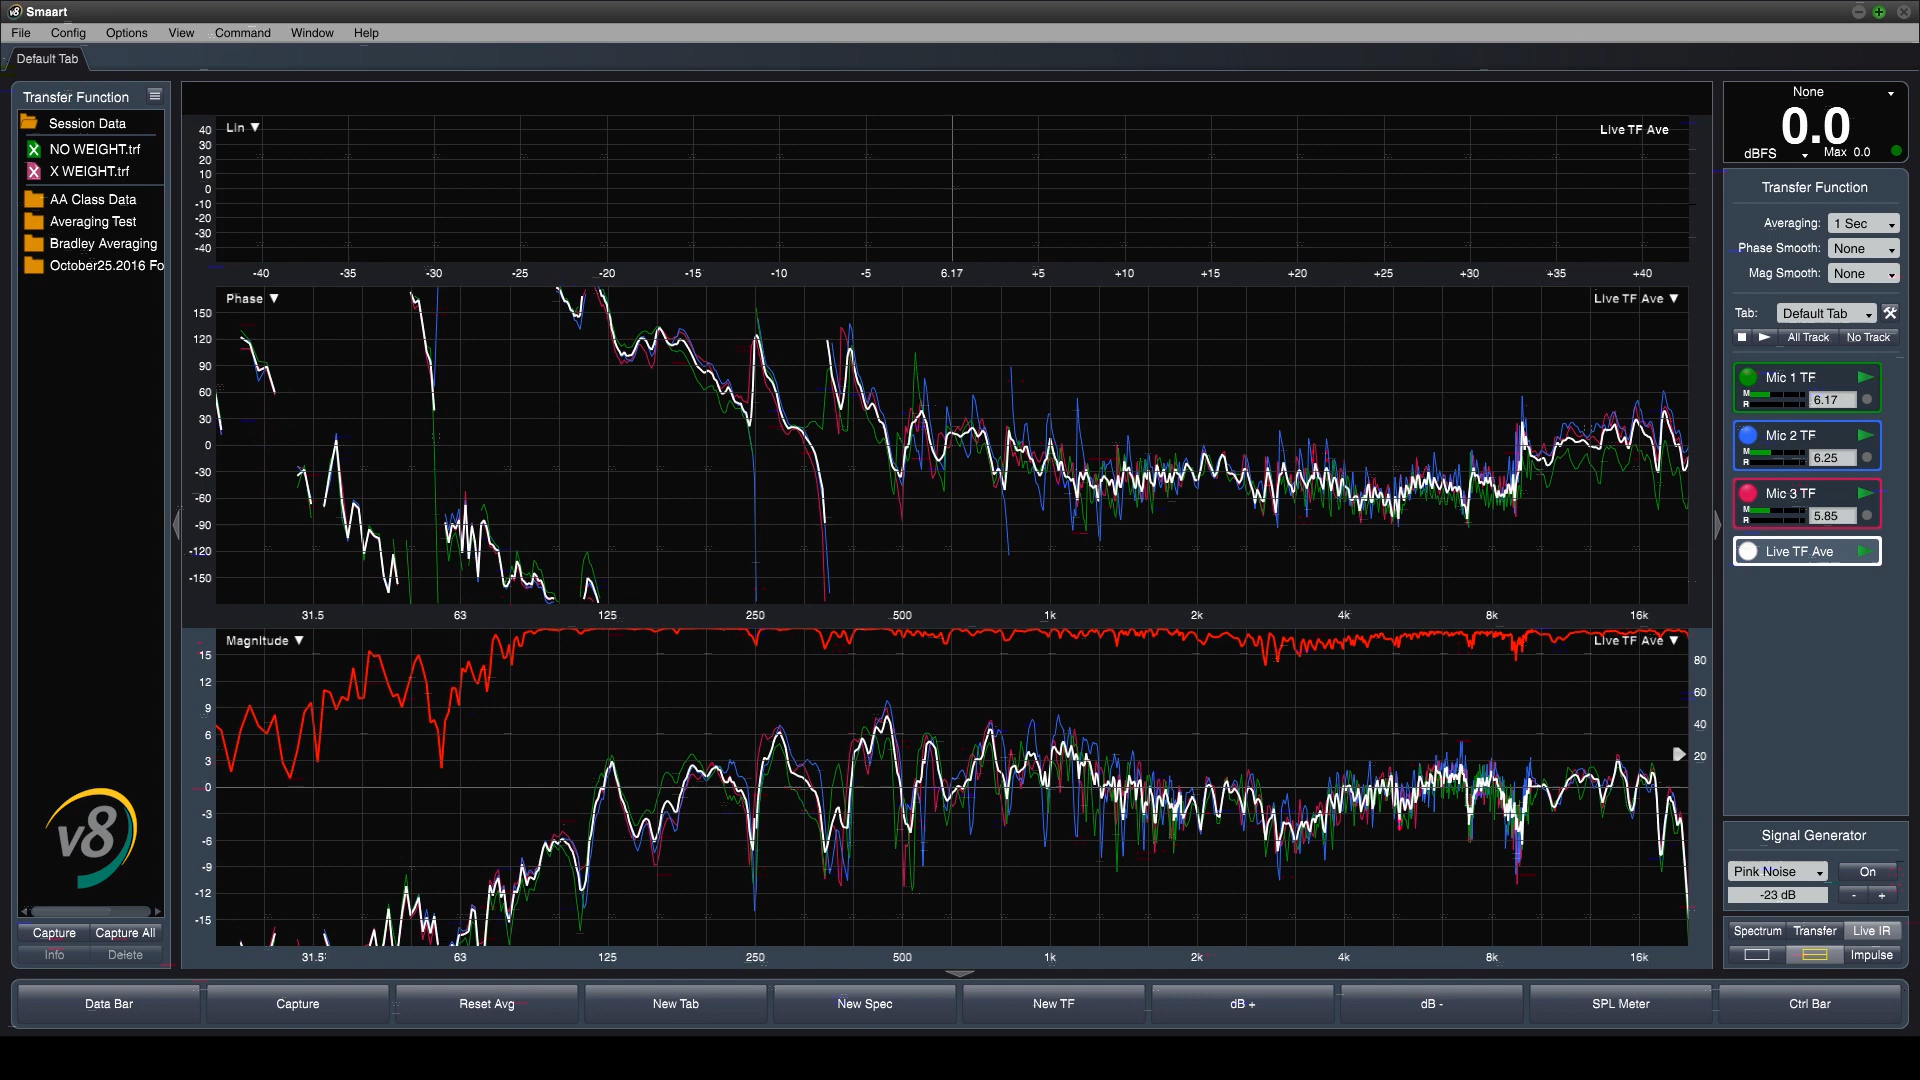 v8 Smaart
File Config Options View Command Window Help
Default Tab
Transfer Function
Session Data
NO WEIGHT.trf
X WEIGHT.trf
AA Class Data
Averaging Test
Bradley Averaging
October25.2016 Fo
v8
Capture Capture All
Info Delete
Lin ▼ Live TF Ave
40
30
20
10
0
-10
-20
-30
-40
-40 -35 -30 -25 -20 -15 -10 -5 6.17 +5 +10 +15 +20 +25 +30 +35 +40
Phase ▼ Live TF Ave ▼
150
120
90
60
30
0
-30
-60
-90
-120
-150
31.5 63 125 250 500 1k 2k 4k 8k 16k
Magnitude ▼ Live TF Ave ▼
15
12
9
6
3
0
-3
-6
-9
-12
-15
80
60
40
20
31.5 63 125 250 500 1k 2k 4k 8k 16k
None
0.0
dBFS Max 0.0
Transfer Function
Averaging: 1 Sec
Phase Smooth: None
Mag Smooth: None
Tab: Default Tab
All Track No Track
Mic 1 TF
M
R 6.17
Mic 2 TF
M
R 6.25
Mic 3 TF
M
R 5.85
Live TF Ave
Signal Generator
Pink Noise On
-23 dB - +
Spectrum Transfer Live IR
Impulse
Data Bar Capture Reset Avg New Tab New Spec New TF dB + dB - SPL Meter Ctrl Bar